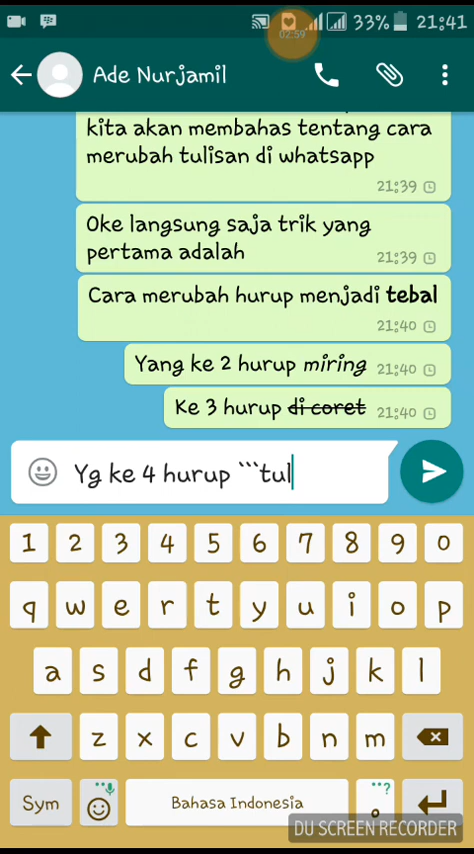 33% 21:41
02:59
Ade Nurjamil
kita akan membahas tentang cara
merubah tulisan di whatsapp
21:39
Oke langsung saja trik yang
pertama adalah
21:39
Cara merubah hurup menjadi tebal
21:40
Yang ke 2 hurup miring 21:40
Ke 3 hurup di coret 21:40
Yg ke 4 hurup ```tul
1 2 3 4 5 6 7 8 9 0
q w e r t y u i o p
a s d f g h j k l
z x c v b n m
Sym Bahasa Indonesia
DU SCREEN RECORDER